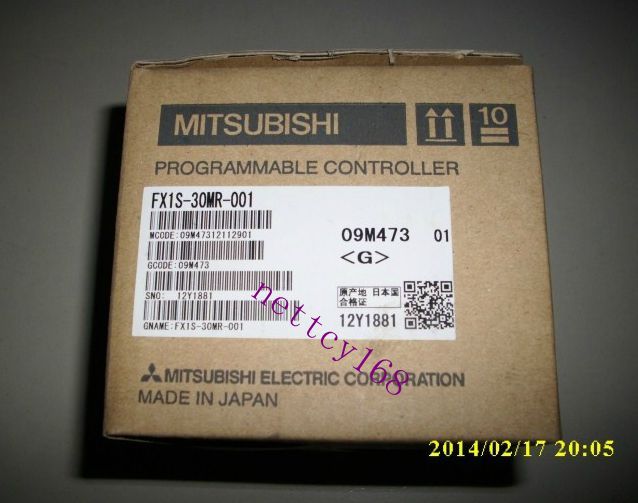 MITSUBISHI
10
PROGRAMMABLE CONTROLLER
FX1S-30MR-001
MCODE:09M47312112901
GCODE:09M473
SNO: 12Y1881
GNAME:FX1S-30MR-001
09M473 01
<G>
原产地 日本国
合格证
12Y1881
nettcy168
MITSUBISHI ELECTRIC CORPORATION
MADE IN JAPAN
2014/02/17 20:05